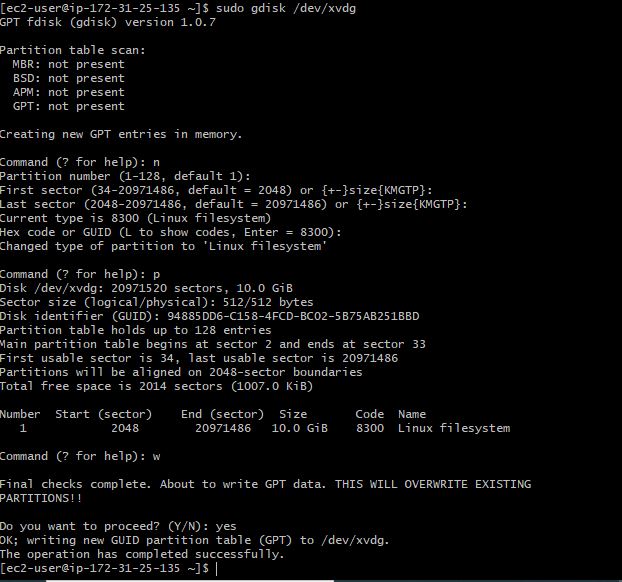 [ec2-user@ip-172-31-25-135 ~]$ sudo gdisk /dev/xvdg
GPT fdisk (gdisk) version 1.0.7
Partition table scan:
MBR: not present
BSD: not present
APM: not present
GPT: not present
Creating new GPT entries in memory.
Command (? for help): n
Partition number (1-128, default 1):
First sector (34-20971486, default = 2048) or {+-}size{KMGTP}:
Last sector (2048-20971486, default = 20971486) or {+-}size{KMGTP}:
Current type is 8300 (Linux filesystem)
Hex code or GUID (L to show codes, Enter = 8300):
Changed type of partition to 'Linux filesystem'
Command (? for help): p
Disk /dev/xvdg: 20971520 sectors, 10.0 GiB
Sector size (logical/physical): 512/512 bytes
Disk identifier (GUID): 94885DD6-C158-4FCD-BC02-5B75AB251BBD
Partition table holds up to 128 entries
Main partition table begins at sector 2 and ends at sector 33
First usable sector is 34, last usable sector is 20971486
Partitions will be aligned on 2048-sector boundaries
Total free space is 2014 sectors (1007.0 KiB)
Number  Start (sector)    End (sector)  Size       Code  Name
1            2048        20971486   10.0 GiB    8300  Linux filesystem
Command (? for help): w
Final checks complete. About to write GPT data. THIS WILL OVERWRITE EXISTING
PARTITIONS!!
Do you want to proceed? (Y/N): yes
OK; writing new GUID partition table (GPT) to /dev/xvdg.
The operation has completed successfully.
[ec2-user@ip-172-31-25-135 ~]$